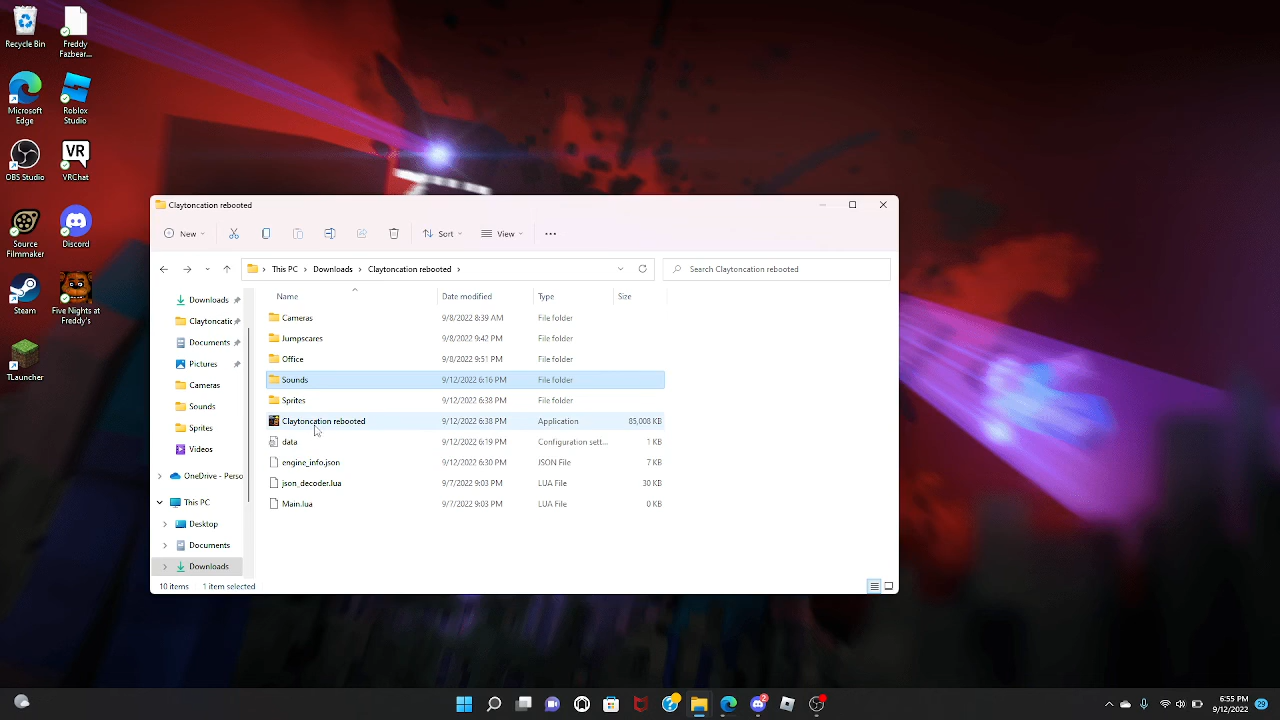 Recycle Bin
Freddy
Fazbear...
Microsoft
Edge
Roblox
Studio
OBS Studio
VR
VRChat
Source
Filmmaker
Discord
Steam
Five Nights at
Freddy's
TLauncher
Claytoncation rebooted
New
Sort
View
This PC
Downloads
Claytoncation rebooted
Search Claytoncation rebooted
Name
Date modified
Type
Size
Downloads
Claytoncatic
Documents
Pictures
Cameras
Sounds
Sprites
Videos
OneDrive - Perso
This PC
Desktop
Documents
Downloads
Cameras 9/8/2022 8:39 AM File folder
Jumpscares 9/8/2022 9:42 PM File folder
Office 9/8/2022 9:51 PM File folder
Sounds 9/12/2022 6:16 PM File folder
Sprites 9/12/2022 6:38 PM File folder
Claytoncation rebooted 9/12/2022 6:38 PM Application 85,008 KB
data 9/12/2022 6:19 PM Configuration sett... 1 KB
engine_info.json 9/12/2022 6:30 PM JSON File 7 KB
json_decoder.lua 9/7/2022 9:03 PM LUA File 30 KB
Main.lua 9/7/2022 9:03 PM LUA File 0 KB
10 items 1 item selected
2
6:55 PM
9/12/2022
29